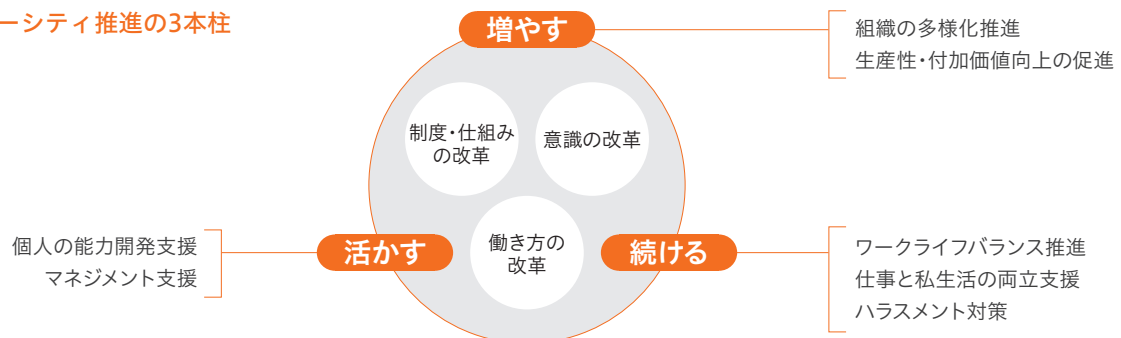 ーシティ推進の3本柱
増やす
組織の多様化推進
生産性・付加価値向上の促進
制度・仕組み
の改革
意識の改革
働き方の
改革
活かす
個人の能力開発支援
マネジメント支援
続ける
ワークライフバランス推進
仕事と私生活の両立支援
ハラスメント対策